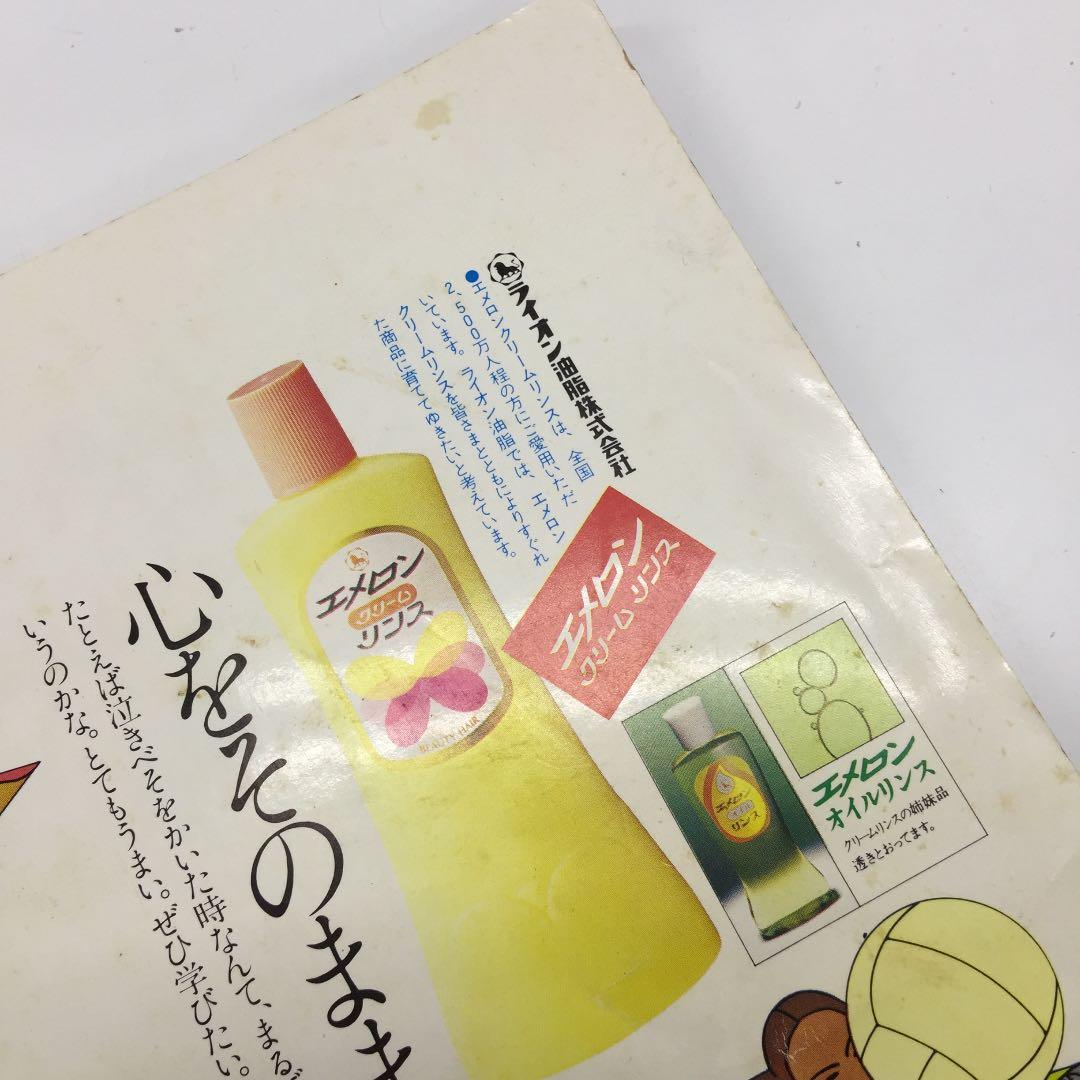 ライオン油脂株式会社
●エメロンクリームリンスは、全国
2,500万人程の方にご愛用いただ
いています。ライオン油脂では、エメロン
クリームリンスを皆さまとともによりすぐれ
た商品に育ててゆきたいと考えています。
エメロン
クリームリンス
エメロン
クリーム
リンス
BEAUTY HAIR
エメロン
オイルリンス
クリームリンスの姉妹品
透きとおってます。
エメロン
リンス
心をそのまま
たとえば泣きべそをかいた時なんて、まるで
いうのかな。とてもうまい。ぜひ学びたい。